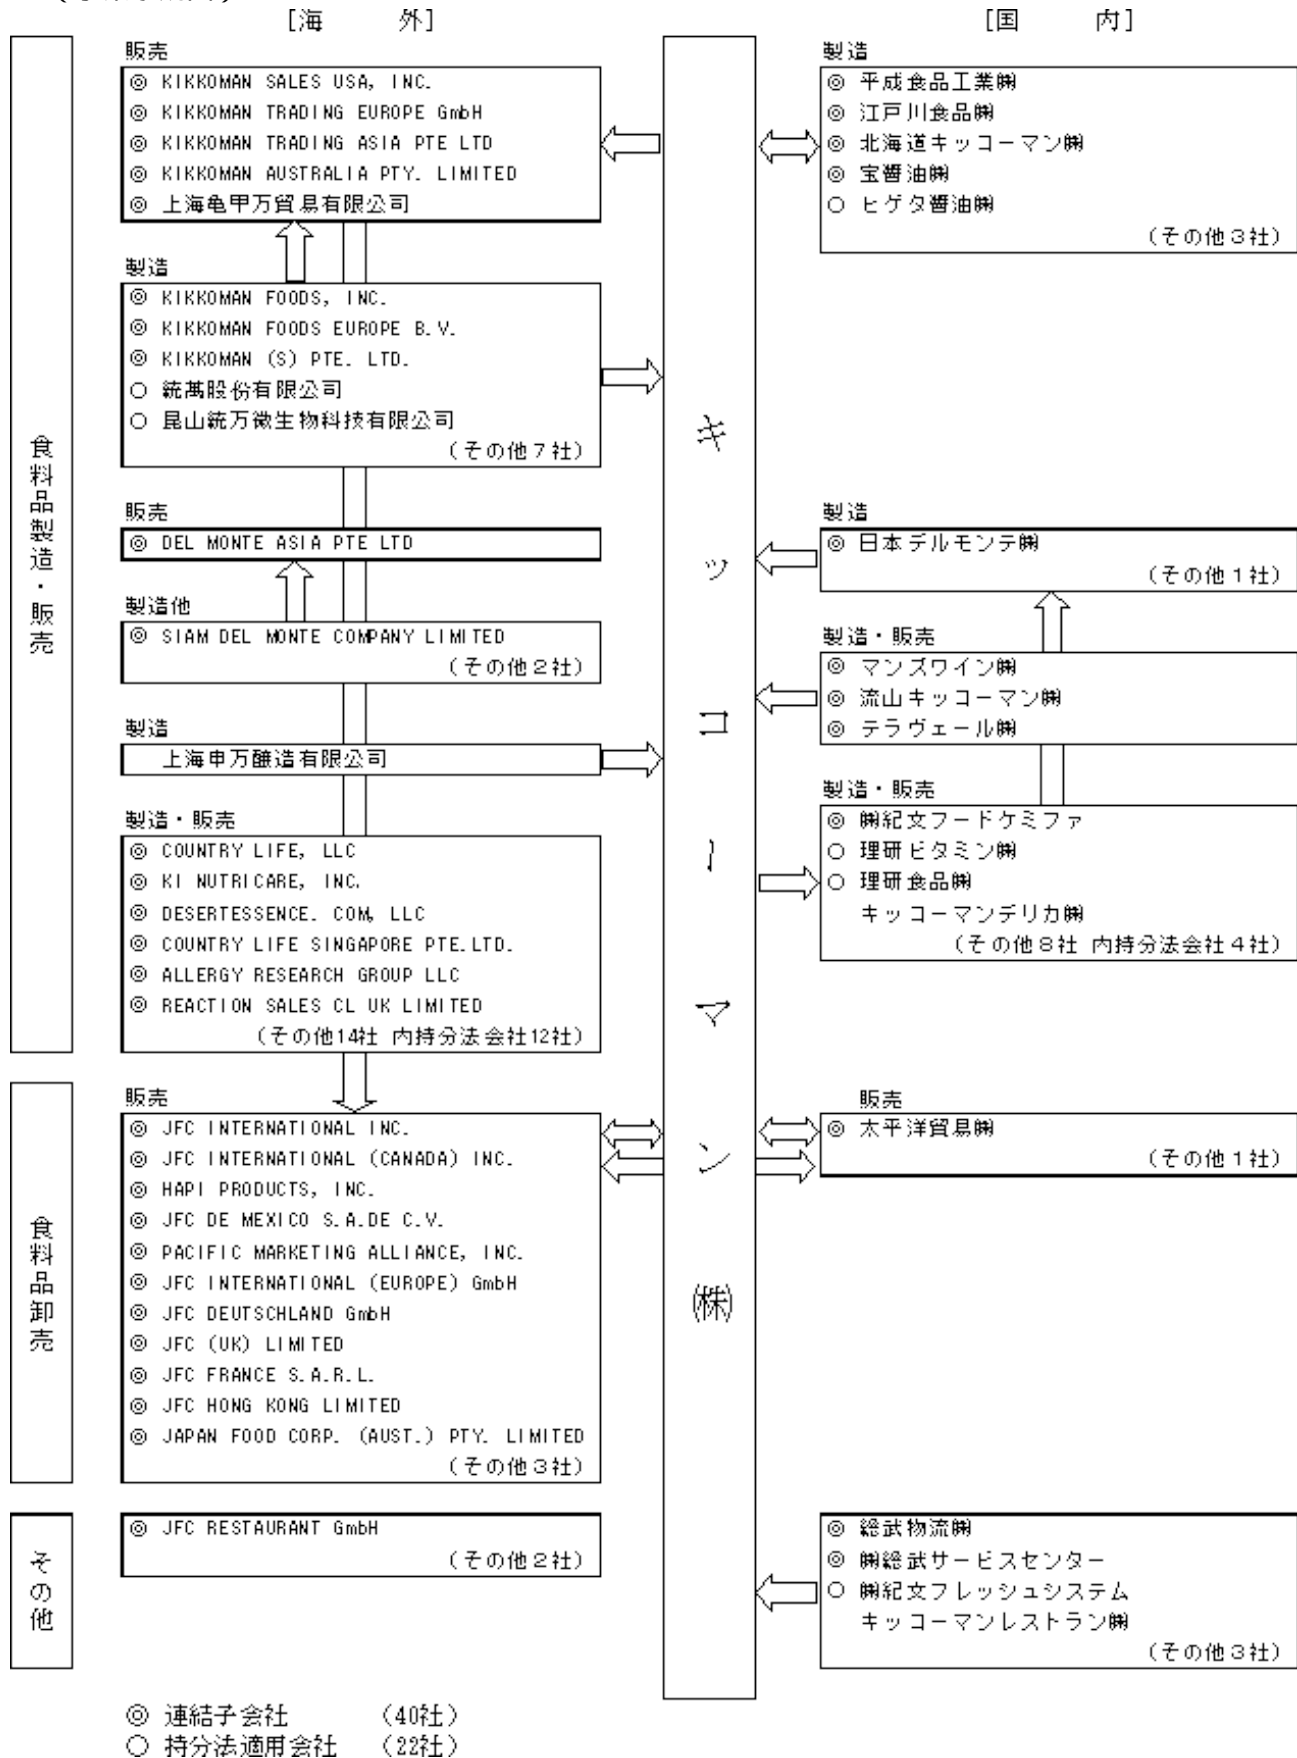 [海　外]
[国　内]
販売
◎ KIKKOMAN SALES USA, INC.
◎ KIKKOMAN TRADING EUROPE GmbH
◎ KIKKOMAN TRADING ASIA PTE LTD
◎ KIKKOMAN AUSTRALIA PTY. LIMITED
◎ 上海亀甲万貿易有限公司
製造
◎ KIKKOMAN FOODS, INC.
◎ KIKKOMAN FOODS EUROPE B.V.
◎ KIKKOMAN (S) PTE. LTD.
○ 統萬股份有限公司
○ 昆山統万微生物科技有限公司
(その他7社)
販売
◎ DEL MONTE ASIA PTE LTD
製造他
◎ SIAM DEL MONTE COMPANY LIMITED
(その他2社)
製造
上海申万醸造有限公司
製造・販売
◎ COUNTRY LIFE, LLC
◎ KI NUTRICARE, INC.
◎ DESERTESSENCE. COM, LLC
◎ COUNTRY LIFE SINGAPORE PTE.LTD.
◎ ALLERGY RESEARCH GROUP LLC
◎ REACTION SALES CL UK LIMITED
(その他14社 内持分法会社12社)
販売
◎ JFC INTERNATIONAL INC.
◎ JFC INTERNATIONAL (CANADA) INC.
◎ HAPI PRODUCTS, INC.
◎ JFC DE MEXICO S.A.DE C.V.
◎ PACIFIC MARKETING ALLIANCE, INC.
◎ JFC INTERNATIONAL (EUROPE) GmbH
◎ JFC DEUTSCHLAND GmbH
◎ JFC (UK) LIMITED
◎ JFC FRANCE S.A.R.L.
◎ JFC HONG KONG LIMITED
◎ JAPAN FOOD CORP. (AUST.) PTY. LIMITED
(その他3社)
◎ JFC RESTAURANT GmbH
(その他2社)
食料品製造・販売
食料品卸売
その他
キッコーマン㈱
製造
◎ 平成食品工業㈱
◎ 江戸川食品㈱
◎ 北海道キッコーマン㈱
◎ 宝醤油㈱
○ ヒゲタ醤油㈱
(その他3社)
製造
◎ 日本デルモンテ㈱
(その他1社)
製造・販売
◎ マンズワイン㈱
◎ 流山キッコーマン㈱
◎ テラヴェール㈱
製造・販売
◎ ㈱紀文フードケミファ
○ 理研ビタミン㈱
○ 理研食品㈱
キッコーマンデリカ㈱
(その他8社 内持分法会社4社)
販売
◎ 太平洋貿易㈱
(その他1社)
◎ 総武物流㈱
◎ ㈱総武サービスセンター
○ ㈱紀文フレッシュシステム
キッコーマンレストラン㈱
(その他3社)
◎ 連結子会社 (40社)
○ 持分法適用会社 (22社)